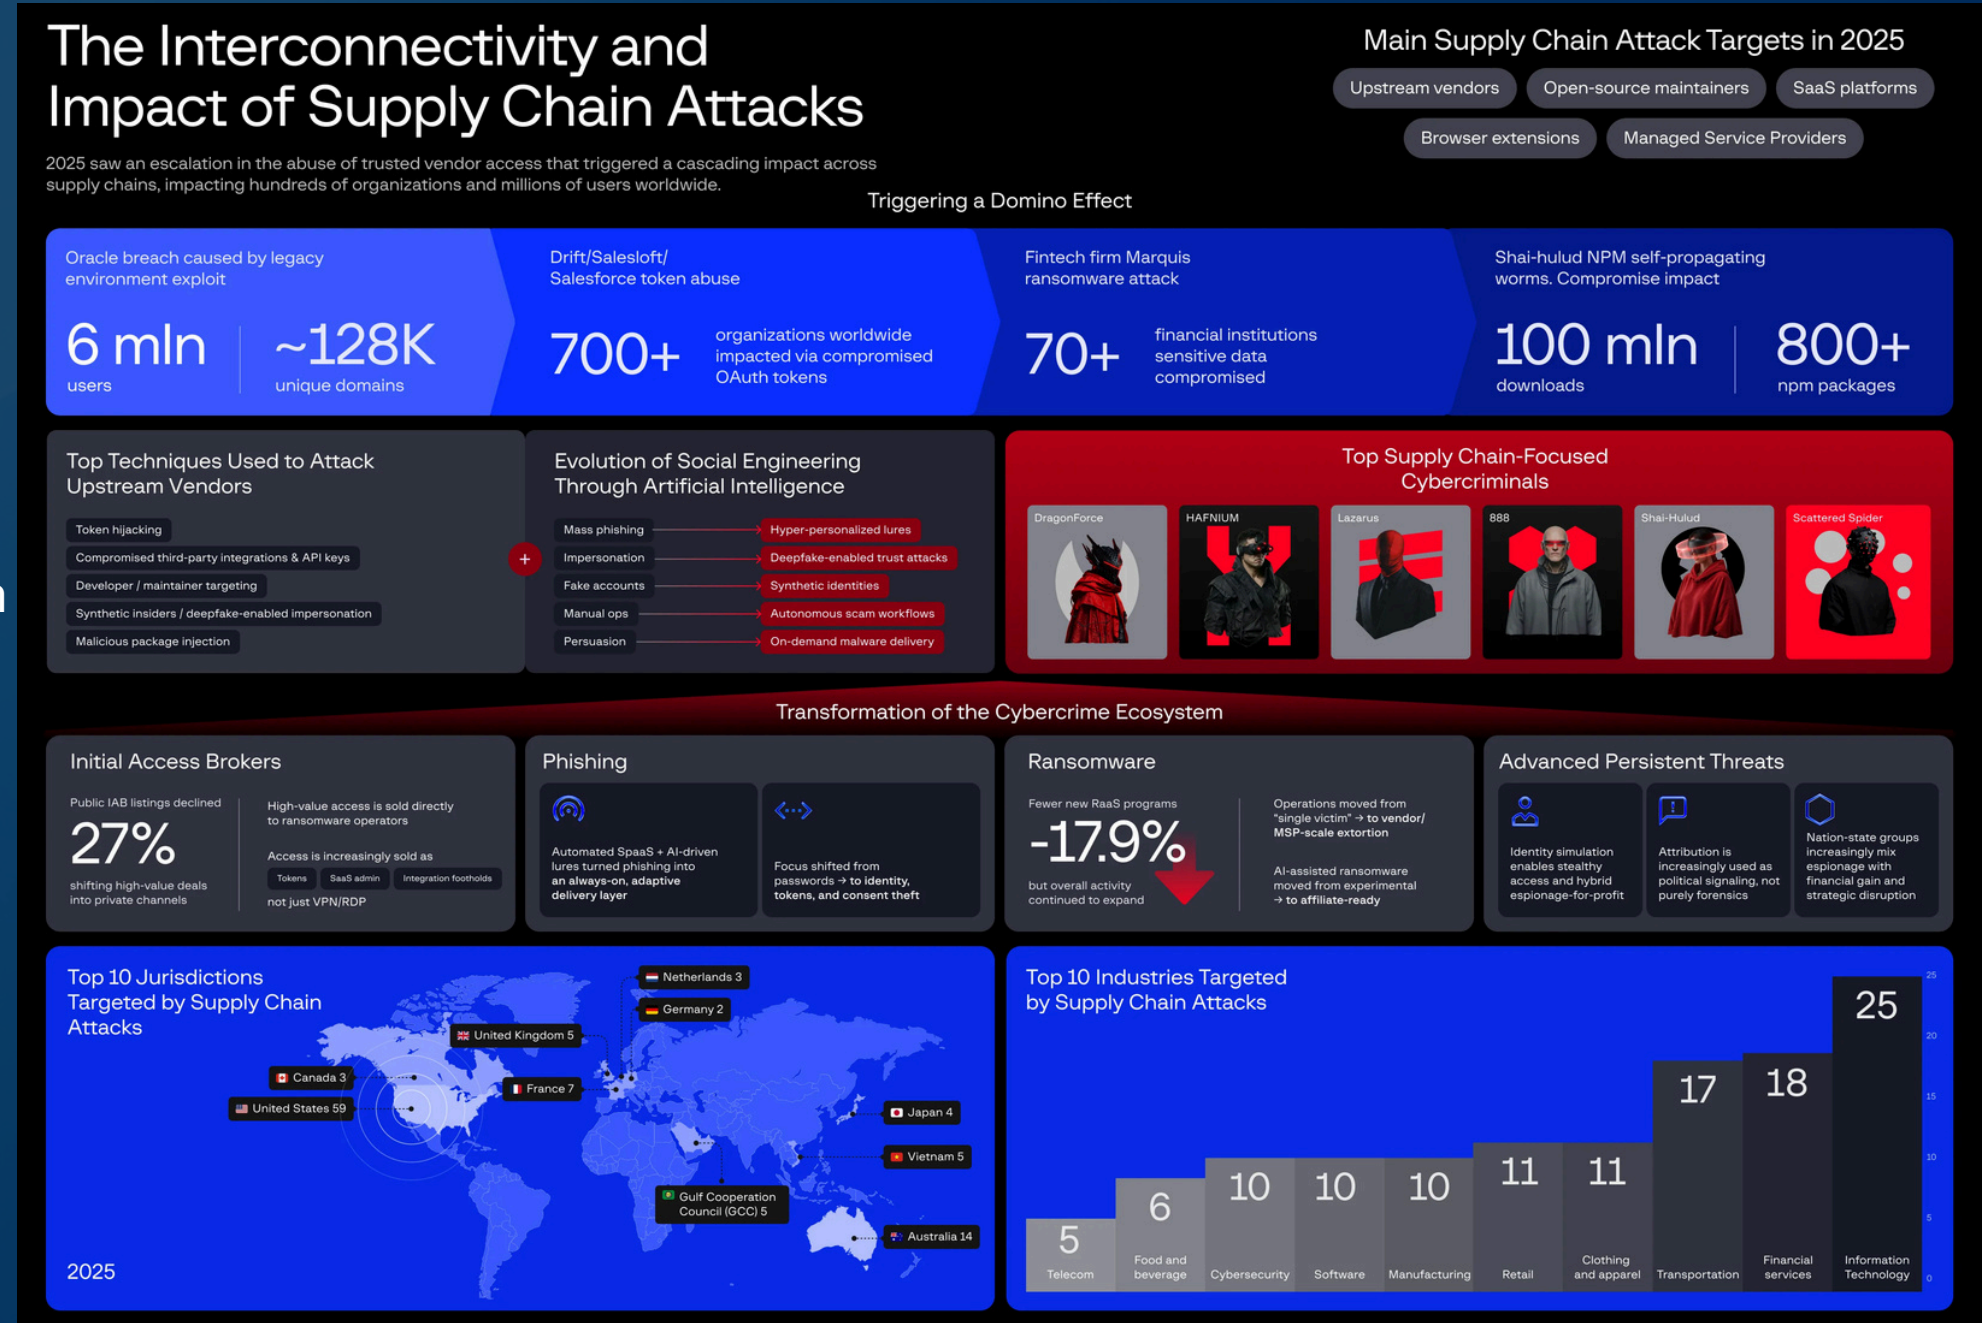 The Interconnectivity and
Impact of Supply Chain Attacks
2025 saw an escalation in the abuse of trusted vendor access that triggered a cascading impact across
supply chains, impacting hundreds of organizations and millions of users worldwide.
Main Supply Chain Attack Targets in 2025
Upstream vendors
Open-source maintainers
SaaS platforms
Browser extensions
Managed Service Providers
Triggering a Domino Effect
Oracle breach caused by legacy
environment exploit
6 mln
users
~128K
unique domains
Drift/Salesloft/
Salesforce token abuse
700+
organizations worldwide
impacted via compromised
OAuth tokens
Fintech firm Marquis
ransomware attack
70+
financial institutions
sensitive data
compromised
Shai-hulud NPM self-propagating
worms. Compromise impact
100 mln
downloads
800+
npm packages
Top Techniques Used to Attack
Upstream Vendors
Token hijacking
Compromised third-party integrations & API keys
Developer / maintainer targeting
Synthetic insiders / deepfake-enabled impersonation
Malicious package injection
+
Evolution of Social Engineering
Through Artificial Intelligence
Mass phishing → Hyper-personalized lures
Impersonation → Deepfake-enabled trust attacks
Fake accounts → Synthetic identities
Manual ops → Autonomous scam workflows
Persuasion → On-demand malware delivery
Top Supply Chain-Focused
Cybercriminals
DragonForce
HAFNIUM
Lazarus
888
Shai-Hulud
Scattered Spider
Transformation of the Cybercrime Ecosystem
Initial Access Brokers
Public IAB listings declined
27%
shifting high-value deals
into private channels
High-value access is sold directly
to ransomware operators
Access is increasingly sold as
Tokens
SaaS admin
Integration footholds
not just VPN/RDP
Phishing
Automated SpaaS + AI-driven
lures turned phishing into
an always-on, adaptive
delivery layer
Focus shifted from
passwords → to identity,
tokens, and consent theft
Ransomware
Fewer new RaaS programs
-17.9%
but overall activity
continued to expand
Operations moved from
"single victim" → to vendor/
MSP-scale extortion
AI-assisted ransomware
moved from experimental
→ to affiliate-ready
Advanced Persistent Threats
Identity simulation
enables stealthy
access and hybrid
espionage-for-profit
Attribution is
increasingly used as
political signaling, not
purely forensics
Nation-state groups
increasingly mix
espionage with
financial gain and
strategic disruption
Top 10 Jurisdictions
Targeted by Supply Chain
Attacks
Netherlands 3
Germany 2
United Kingdom 5
Canada 3
France 7
United States 59
Japan 4
Vietnam 5
Gulf Cooperation
Council (GCC) 5
Australia 14
2025
Top 10 Industries Targeted
by Supply Chain Attacks
5
Telecom
6
Food and
beverage
10
Cybersecurity
10
Software
10
Manufacturing
11
Retail
11
Clothing
and apparel
17
Transportation
18
Financial
services
25
Information
Technology
25
20
15
10
5
0